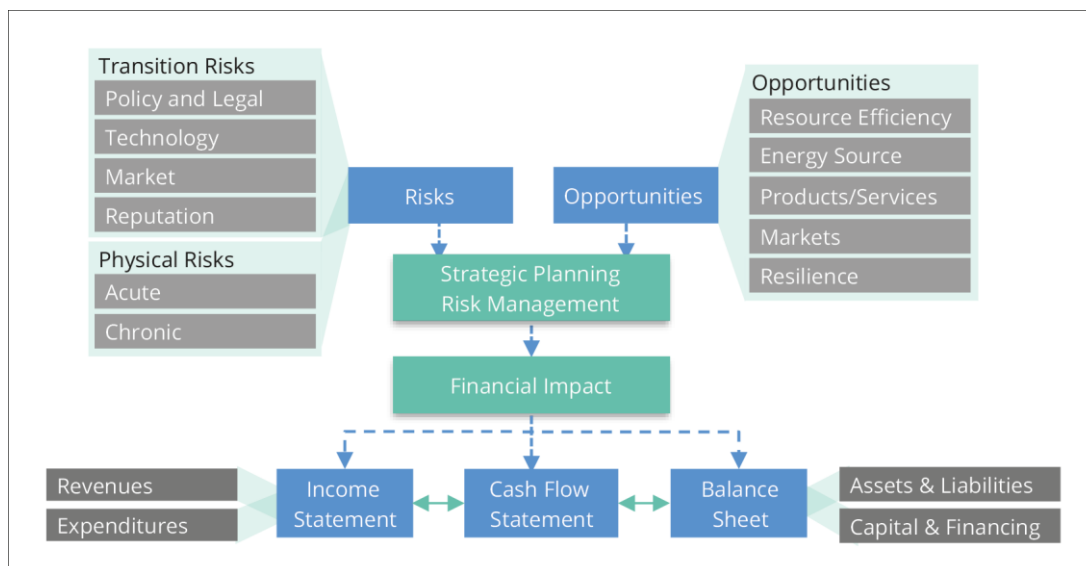 Transition Risks
Policy and Legal
Technology
Market
Reputation
Physical Risks
Acute
Chronic
Risks
Opportunities
Opportunities
Resource Efficiency
Energy Source
Products/Services
Markets
Resilience
Strategic Planning
Risk Management
Financial Impact
Revenues
Expenditures
Income
Statement
Cash Flow
Statement
Balance
Sheet
Assets & Liabilities
Capital & Financing